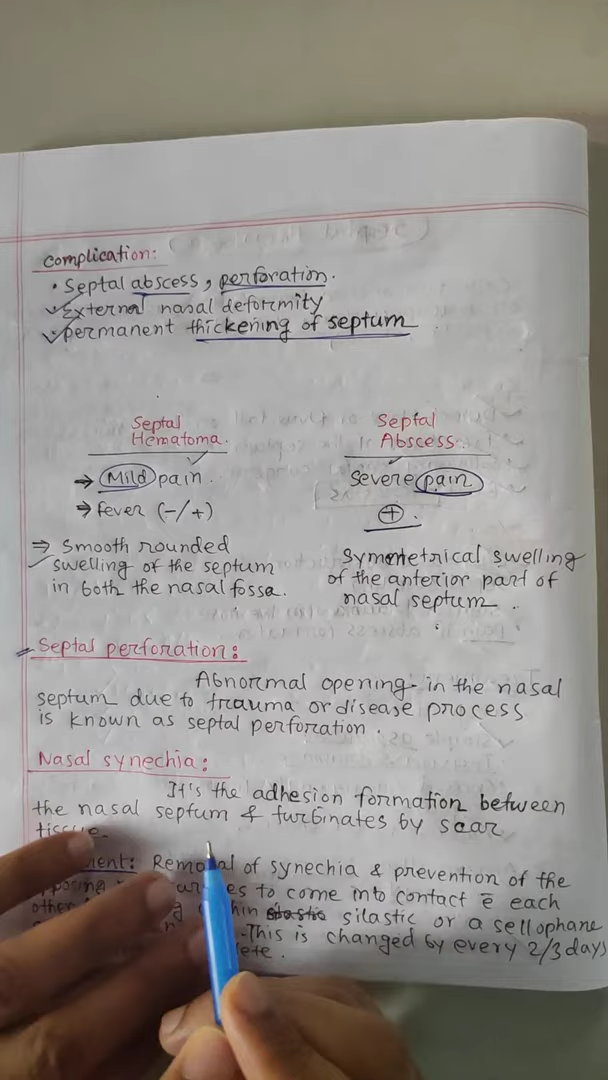 Complication:
• Septal abscess, perforation.
External nasal deformity
permanent thickening of septum
Septal Hematoma.
→ Mild pain
→ fever (-/+)
⇒ Smooth rounded
swelling of the septum
in both the nasal fossa.
Septal Abscess
Severe pain
+
Symmetrical swelling
of the anterior part of
nasal septum.
Septal perforation:
Abnormal opening in the nasal
septum due to trauma or disease process
is known as septal perforation.
Nasal synechia:
It's the adhesion formation between
the nasal septum & turbinates by scar
tissue.
Removal of synechia & prevention of the
to come into contact ē each
silastic or a sellophane
This is changed by every 2/3 days